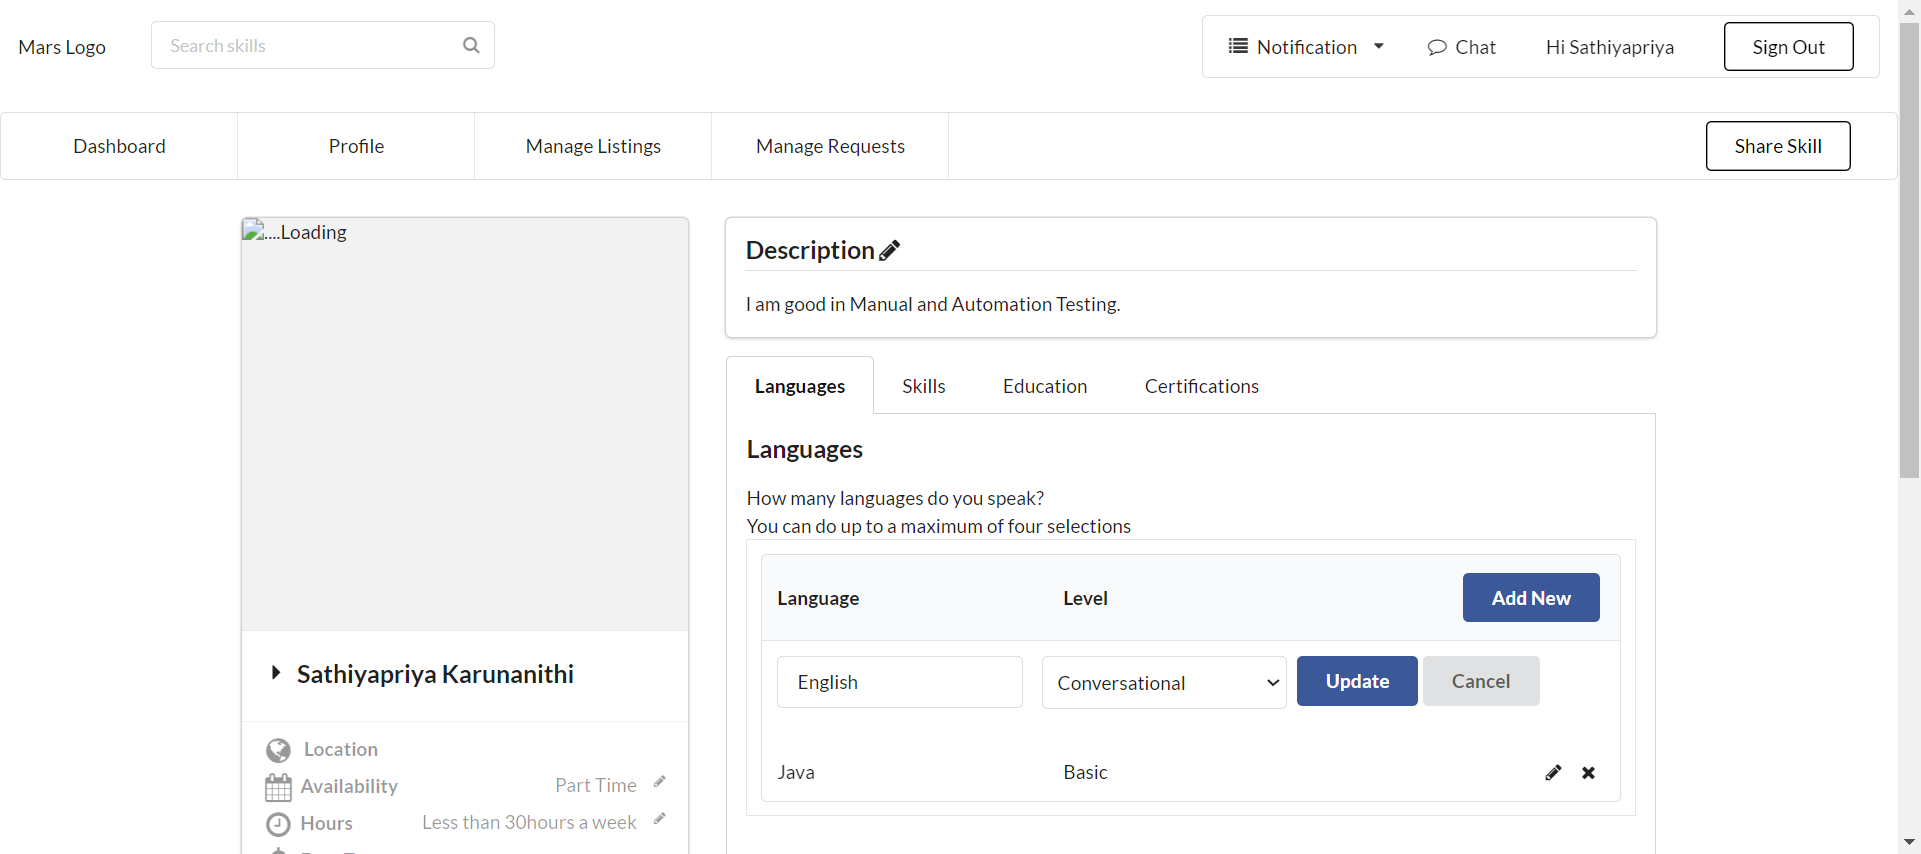 Mars Logo
Search skills
Notification
Chat
Hi Sathiyapriya
Sign Out
Dashboard
Profile
Manage Listings
Manage Requests
Share Skill
....Loading
Sathiyapriya Karunanithi
Location
Availability Part Time
Hours Less than 30hours a week
Description
I am good in Manual and Automation Testing.
Languages Skills Education Certifications
Languages
How many languages do you speak?
You can do up to a maximum of four selections
Language Level Add New
English Conversational Update Cancel
Java Basic